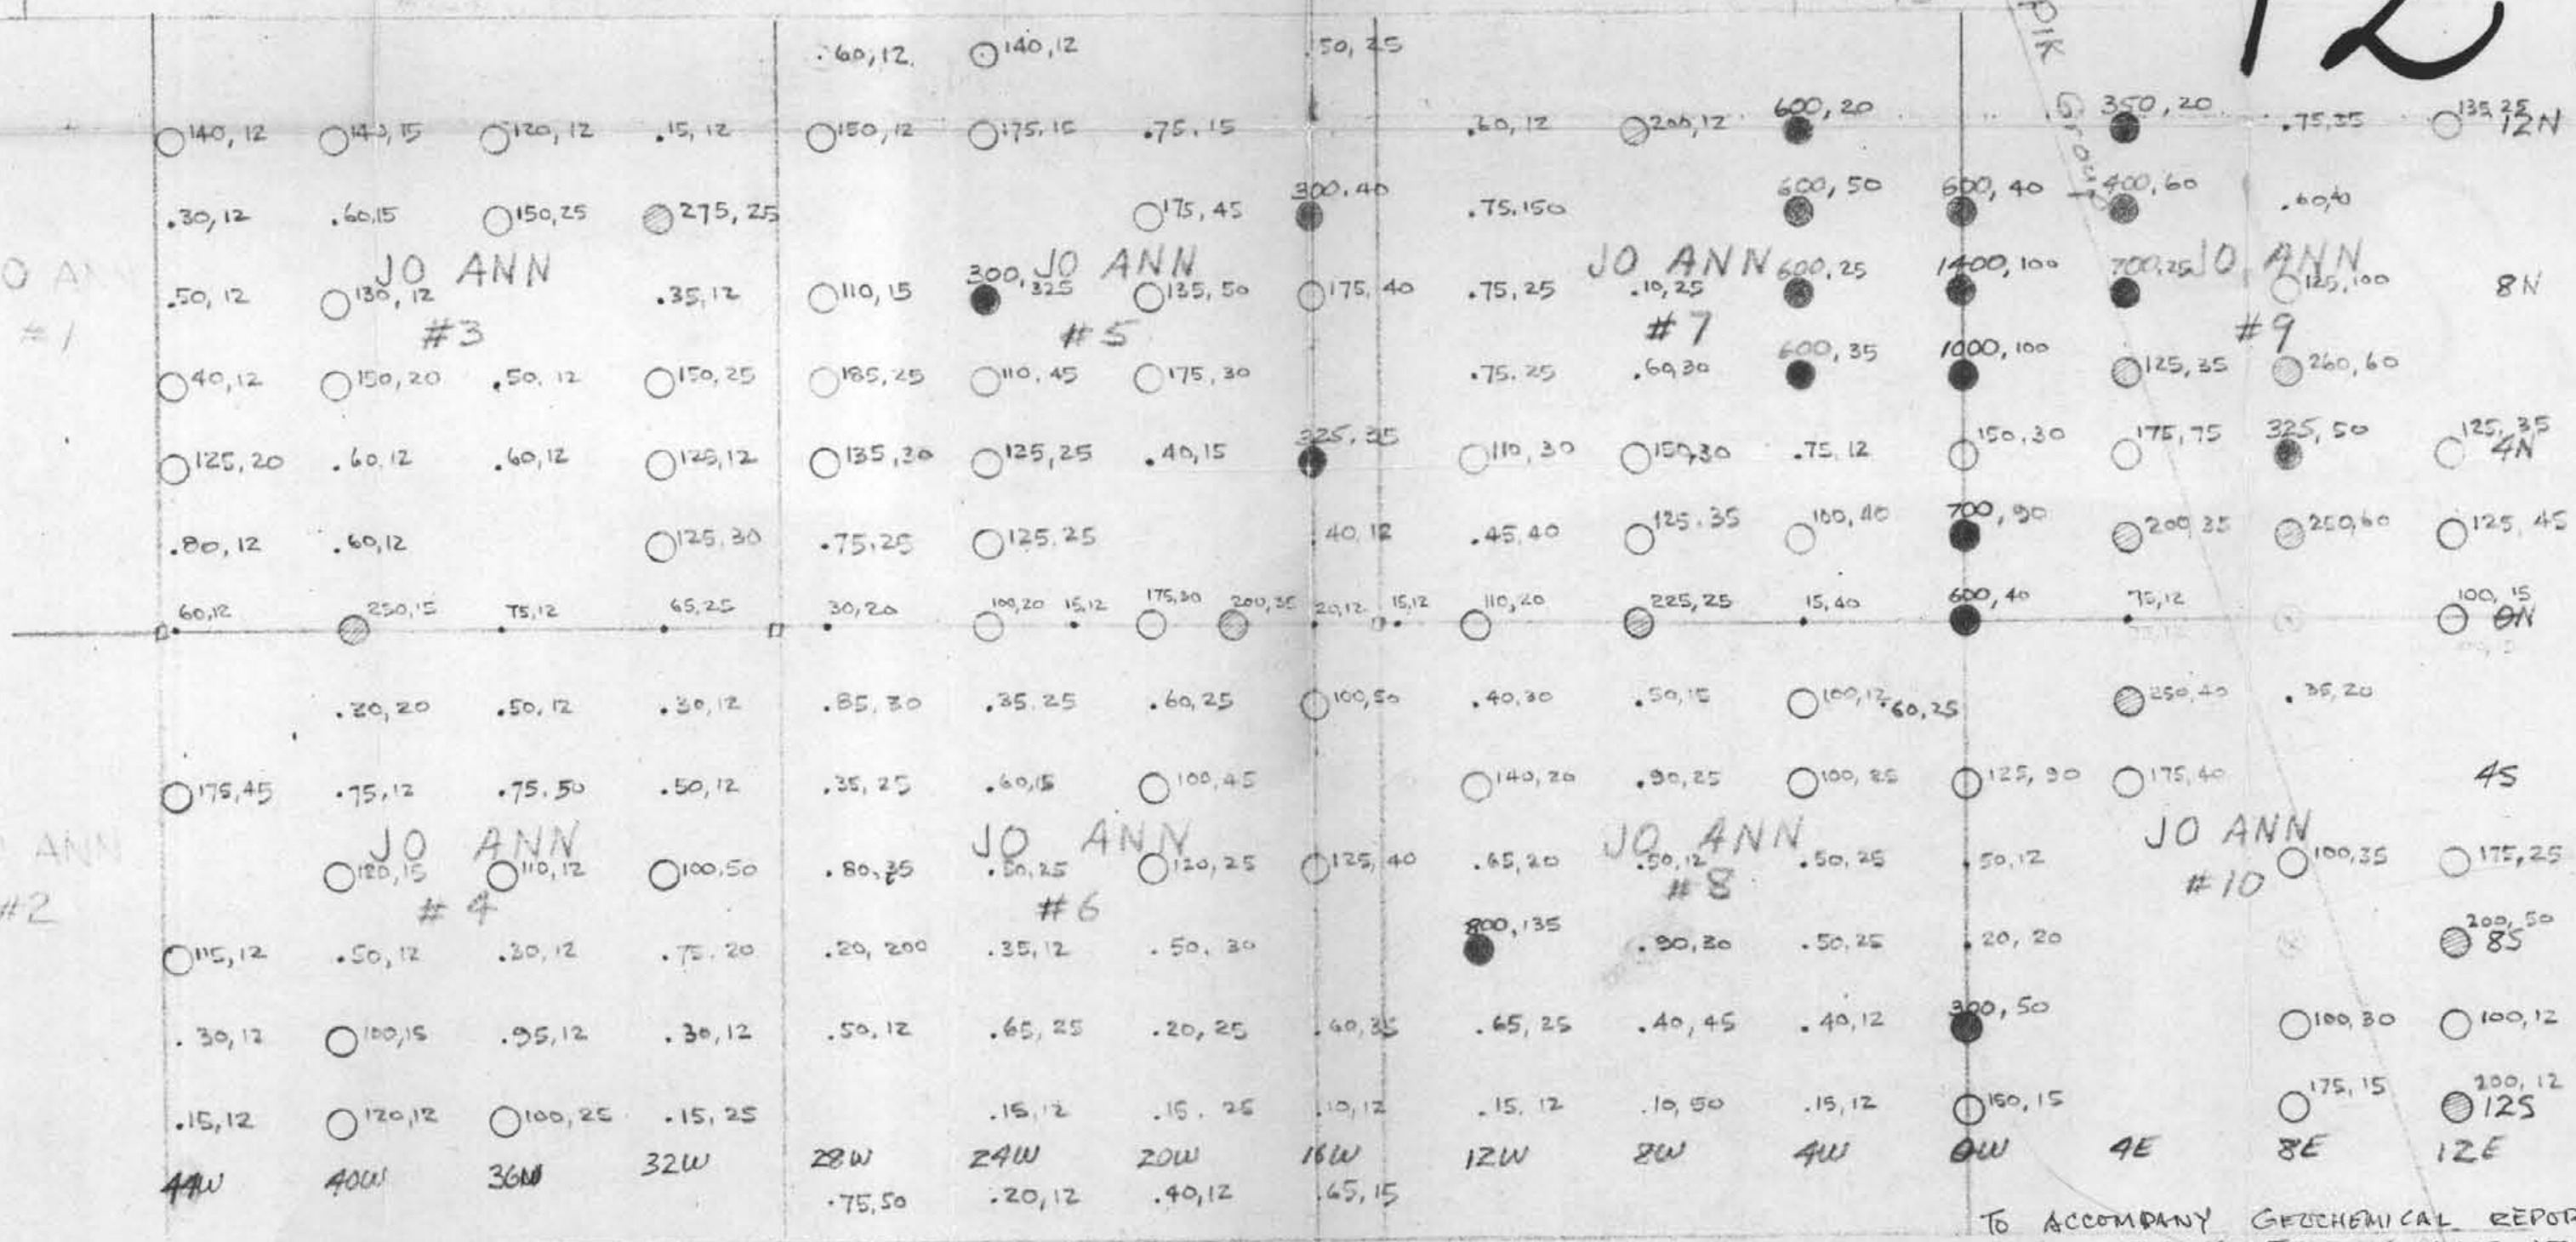 12
PIK Group
.60,12 140,12 50,25
140,12 140,15 120,12 .15,12 150,12 175,15 .75,15 .60,12 200,12 600,20 350,20 .75,35 135,25 12N
.30,12 .60,15 150,25 275,25 175,45 300,40 .75,150 600,50 600,40 400,60
JO ANN JO ANN JO ANN JO ANN
.50,12 130,12 .35,12 110,15 300,325 135,50 175,40 .75,25 .10,25 600,25 1400,100 700,25 125,100 8N
#1 #3 #5 #7 #9
40,12 150,20 .50,12 150,25 185,25 110,45 175,30 .75,25 .60,30 600,35 1000,100 125,35 260,60
125,20 .60,12 .60,12 125,12 135,30 125,25 .40,15 325,35 110,30 150,30 .75,12 150,30 175,75 325,50 125,35 4N
.80,12 .60,12 125,30 .75,25 125,25 40,12 .45,40 125,35 100,40 700,90 200,35 250,60 125,45
60,12 250,15 75,12 65,25 30,20 100,20 15,12 175,30 200,35 20,12 15,12 110,20 225,25 15,40 600,40 75,12 100,15 0N
.20,20 .50,12 .30,12 .85,30 .35,25 .60,25 100,50 .40,30 .50,15 100,12 .60,25 250,40 .35,20
175,45 .75,12 .75,50 .50,12 .35,25 .60,15 100,45 140,20 .90,25 100,25 125,90 175,40 4S
ANN JO ANN JO ANN JO ANN JO ANN
120,15 110,12 100,50 .80,35 .50,25 120,25 125,40 .65,20 .50,12 .50,25 .50,12 100,35 175,25
#2 #4 #6 #8 #10
115,12 .50,12 .30,12 .75,20 .20,200 .35,12 .50,30 800,135 .90,30 .50,25 .20,20 200,50 8S
.30,12 100,15 .95,12 .30,12 .50,12 .65,25 .20,25 .60,35 .65,25 .40,45 .40,12 300,50 100,30 100,12
.15,12 120,12 100,25 .15,25 .15,12 .15,25 .10,12 .15,12 .10,50 .15,12 150,15 175,15 200,12 12S
44W 40W 36W 32W 28W 24W 20W 16W 12W 8W 4W 0W 4E 8E 12E
.75,50 .20,12 .40,12 .65,15
TO ACCOMPANY GEOCHEMICAL REPOR